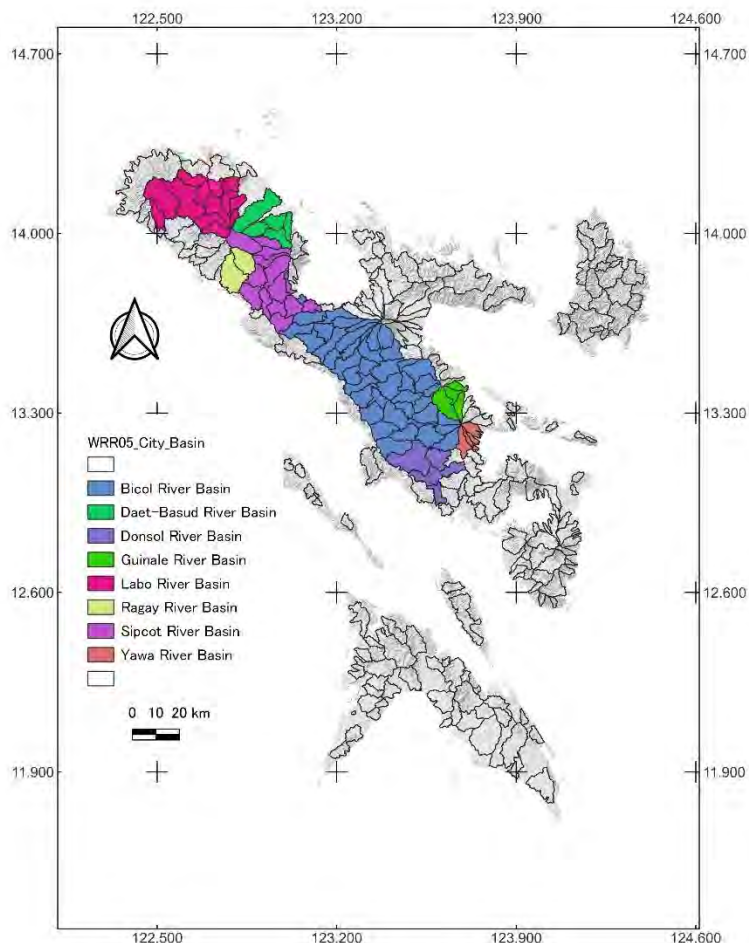 122.500 123.200 123.900 124.600
14.700 14.700
14.000 14.000
13.300 13.300
WRR05_City_Basin
Bicol River Basin
Daet-Basud River Basin
Donsol River Basin
Guinale River Basin
Labo River Basin
Ragay River Basin
Sipcot River Basin
Yawa River Basin
12.600 12.600
0 10 20 km
11.900 11.900
122.500 123.200 123.900 124.600